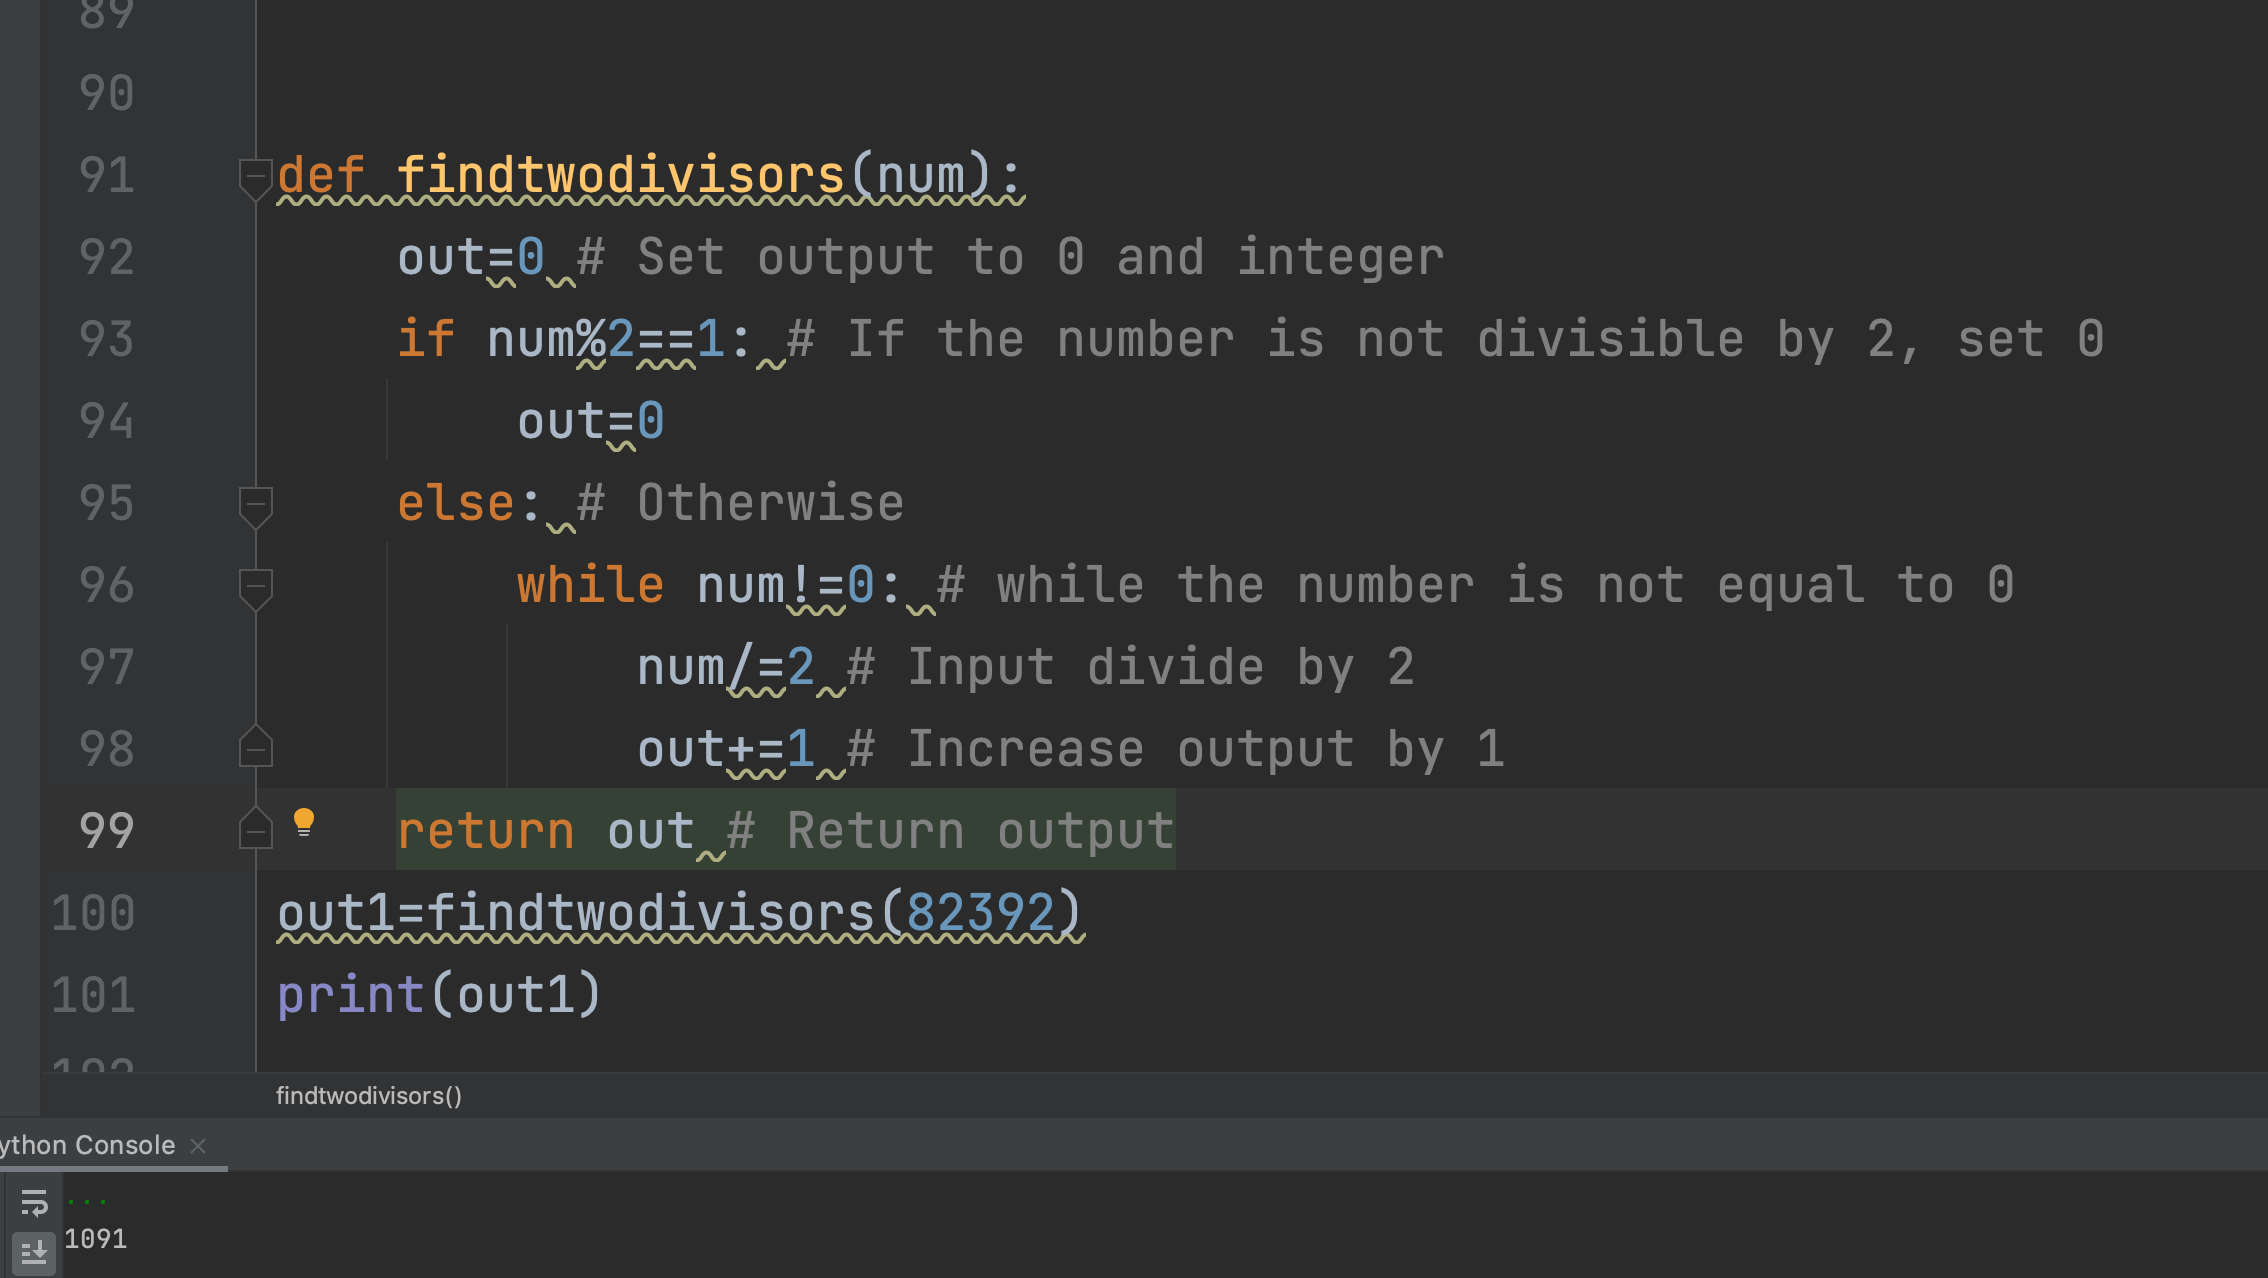 89
90
91 def findtwodivisors(num):
92     out=0 # Set output to 0 and integer
93     if num%2==1: # If the number is not divisible by 2, set 0
94         out=0
95     else: # Otherwise
96         while num!=0: # while the number is not equal to 0
97             num/=2 # Input divide by 2
98             out+=1 # Increase output by 1
99     return out # Return output
100 out1=findtwodivisors(82392)
101 print(out1)
102
findtwodivisors()
ython Console
...
1091